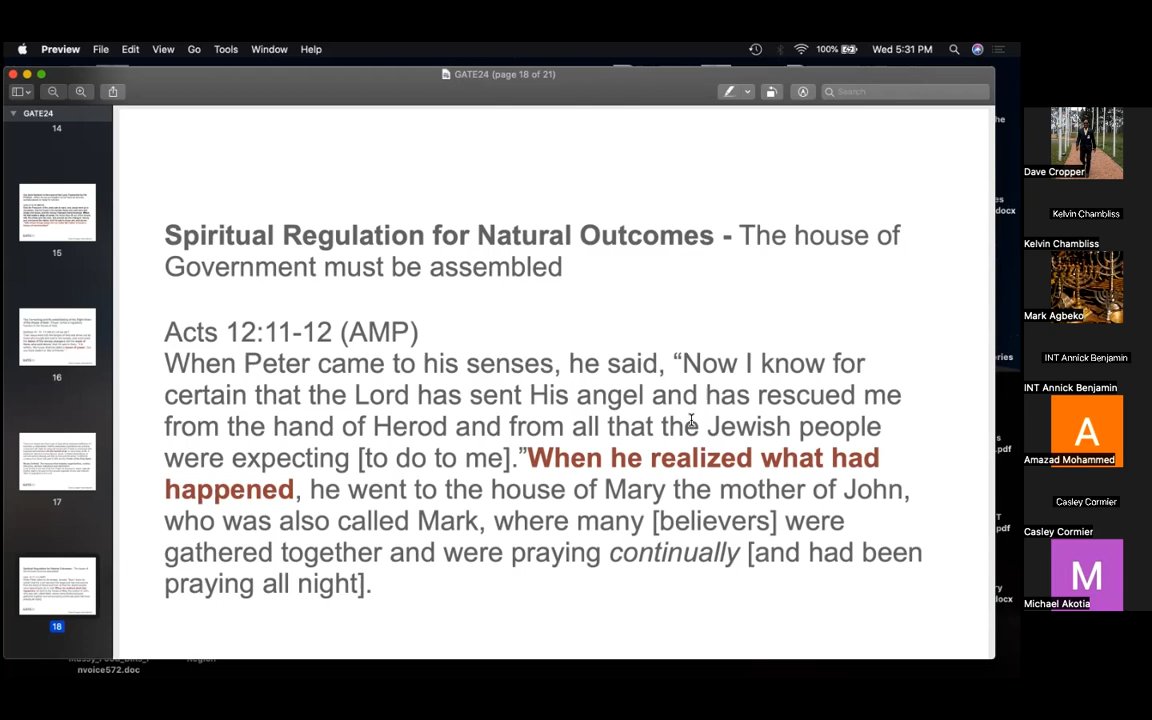 Preview File Edit View Go Tools Window Help
100% Wed 5:31 PM
GATE24 (page 18 of 21)
Search
GATE24
14
15
16
17
18
Spiritual Regulation for Natural Outcomes - The house of
Government must be assembled
Acts 12:11-12 (AMP)
When Peter came to his senses, he said, “Now I know for
certain that the Lord has sent His angel and has rescued me
from the hand of Herod and from all that the Jewish people
were expecting [to do to me].”When he realized what had
happened, he went to the house of Mary the mother of John,
who was also called Mark, where many [believers] were
gathered together and were praying continually [and had been
praying all night].
nvoice572.doc
Dave Cropper
Kelvin Chambliss
Kelvin Chambliss
Mark Agbeko
INT Annick Benjamin
INT Annick Benjamin
A
Amazad Mohammed
Casley Cormier
Casley Cormier
M
Michael Akotia